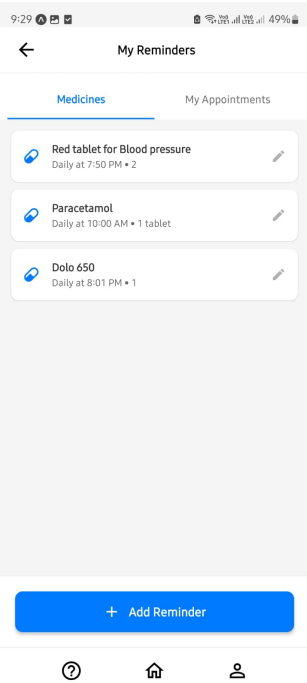 9:29
49%
My Reminders
Medicines
My Appointments
Red tablet for Blood pressure
Daily at 7:50 PM • 2
Paracetamol
Daily at 10:00 AM • 1 tablet
Dolo 650
Daily at 8:01 PM • 1
+ Add Reminder